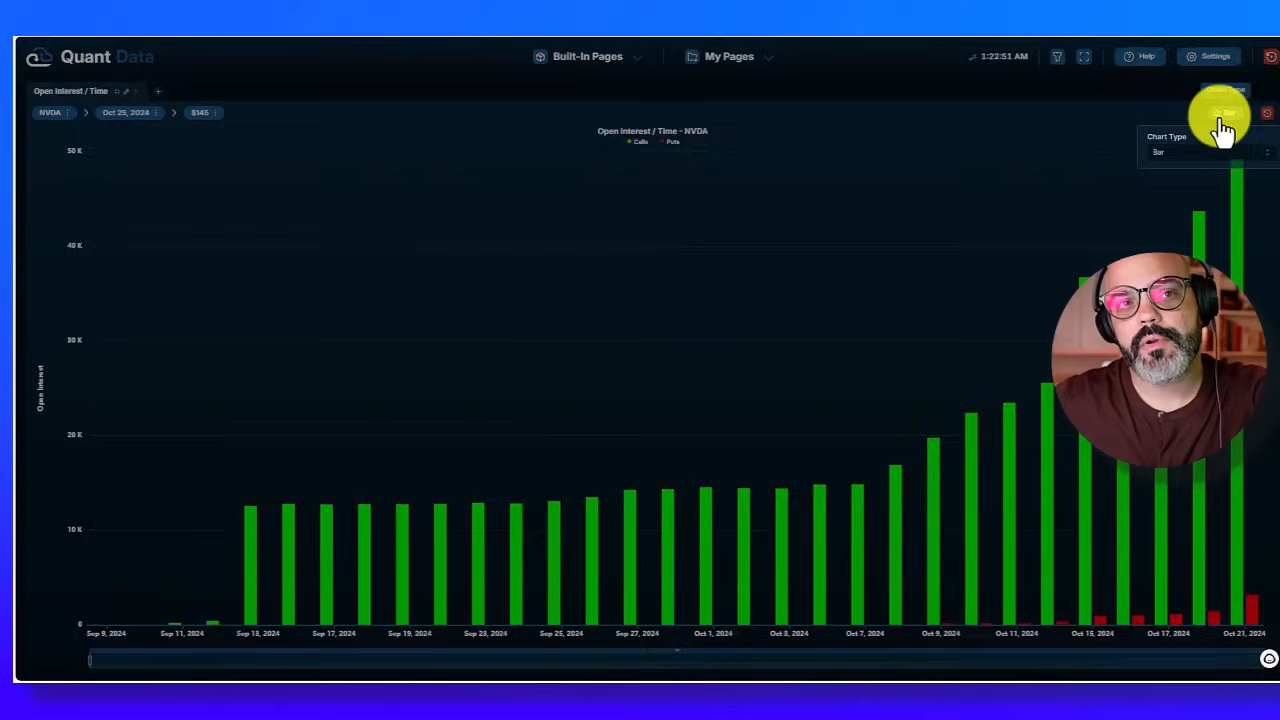 Quant Data
Built-In Pages
My Pages
1:22:51 AM
Help
Settings
Open Interest / Time
Chart Type
NVDA
Oct 25, 2024
$145
Bar
Open Interest / Time - NVDA
Calls
Puts
Chart Type
Bar
50 K
40 K
30 K
20 K
10 K
0
Open Interest
Sep 9, 2024
Sep 11, 2024
Sep 13, 2024
Sep 17, 2024
Sep 19, 2024
Sep 23, 2024
Sep 25, 2024
Sep 27, 2024
Oct 1, 2024
Oct 3, 2024
Oct 7, 2024
Oct 9, 2024
Oct 11, 2024
Oct 15, 2024
Oct 17, 2024
Oct 21, 2024